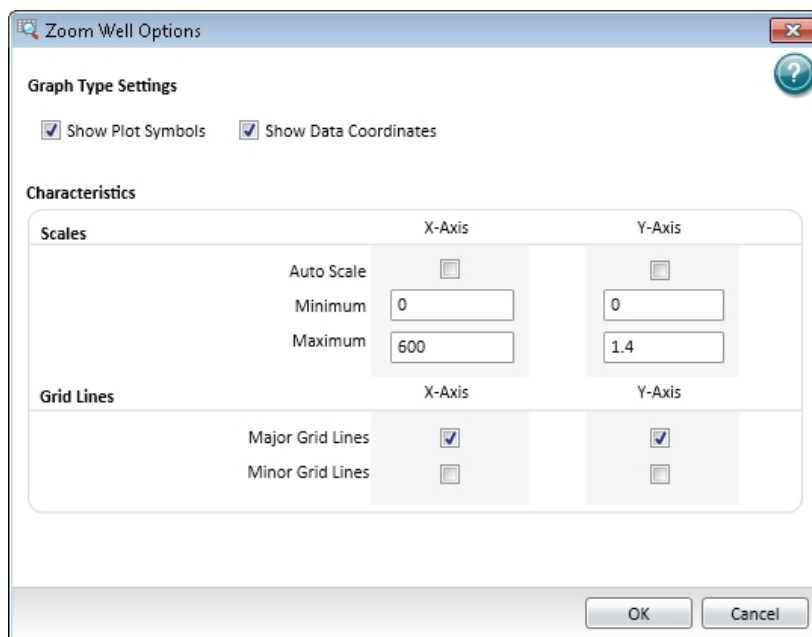 Zoom Well Options
?
Graph Type Settings
Show Plot Symbols Show Data Coordinates
Characteristics
Scales X-Axis Y-Axis
Auto Scale
Minimum 0 0
Maximum 600 1.4
Grid Lines X-Axis Y-Axis
Major Grid Lines
Minor Grid Lines
OK Cancel